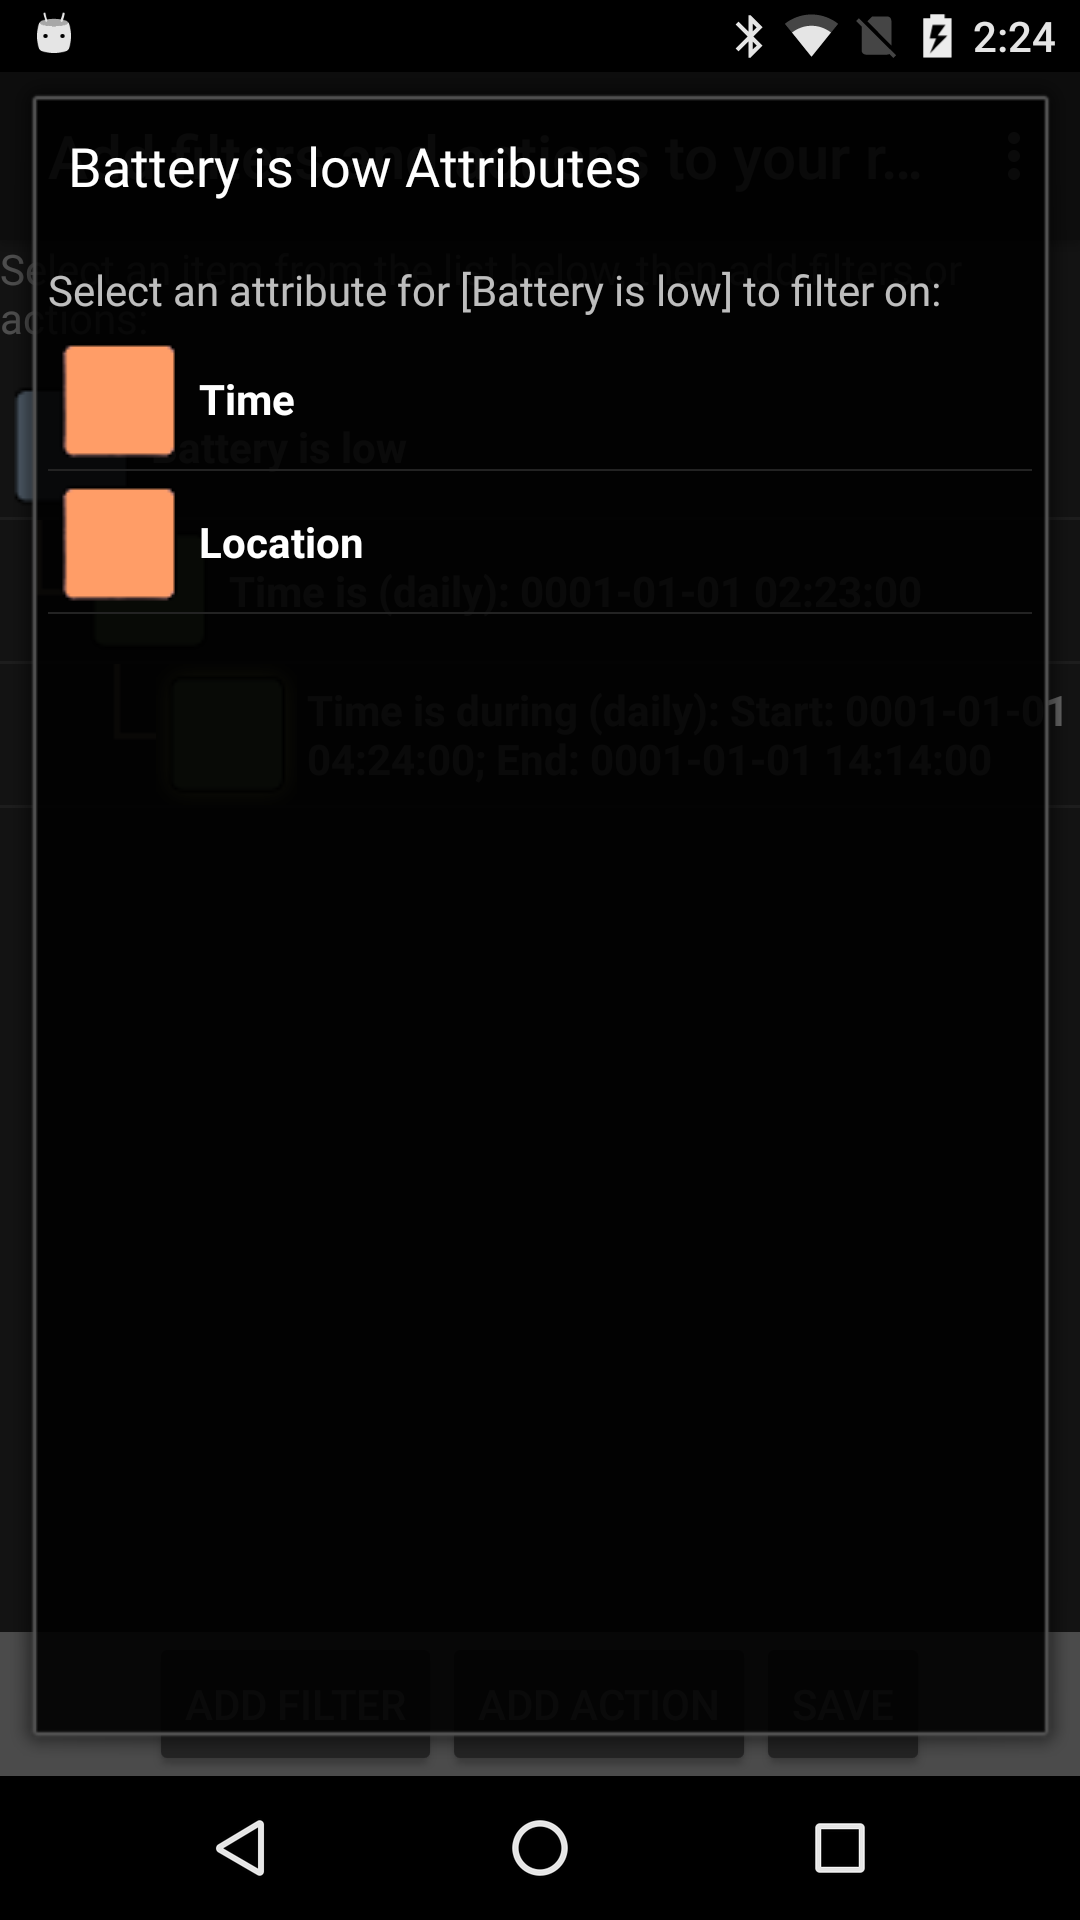 2:24
Add filters and actions to your r...
Battery is low Attributes
Select an item from the list below, then add filters or
actions:
Select an attribute for [Battery is low] to filter on:
Time
Battery is low
Location
Time is (daily): 0001-01-01 02:23:00
Time is during (daily): Start: 0001-01-01
04:24:00; End: 0001-01-01 14:14:00
ADD FILTER
ADD ACTION
SAVE